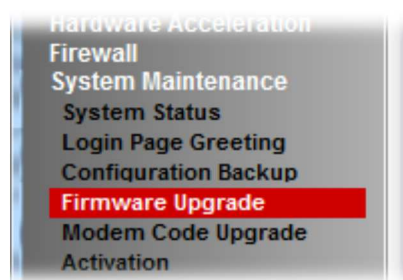 Hardware Acceleration
Firewall
System Maintenance
System Status
Login Page Greeting
Configuration Backup
Firmware Upgrade
Modem Code Upgrade
Activation